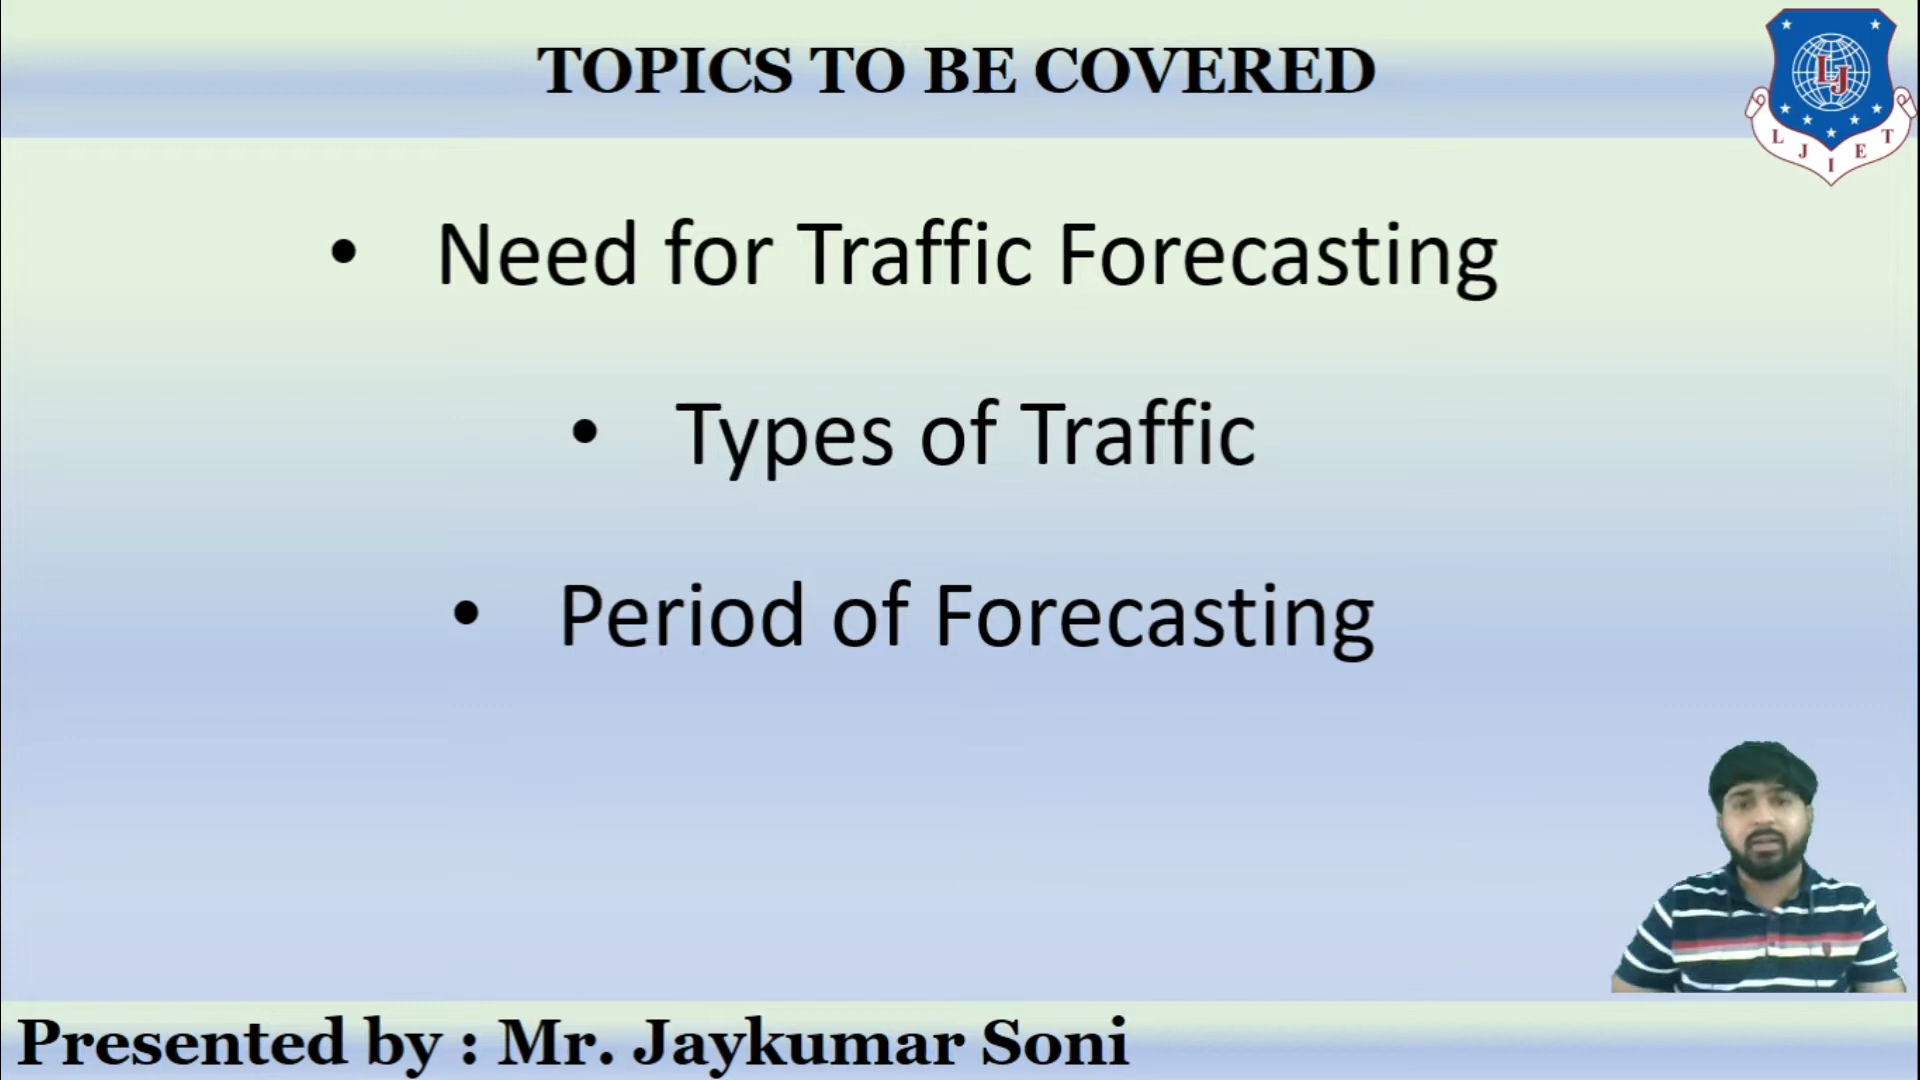 TOPICS TO BE COVERED
LJ
L J I E T
• Need for Traffic Forecasting
• Types of Traffic
• Period of Forecasting
Presented by : Mr. Jaykumar Soni